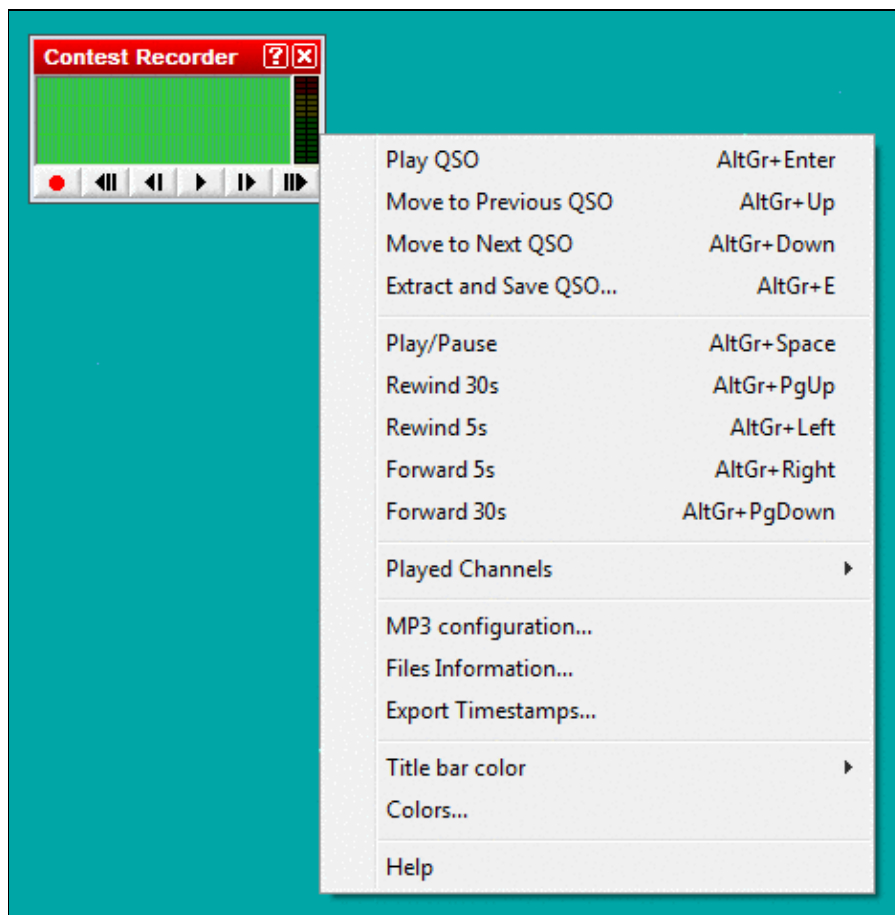 Contest Recorder
Play QSO AltGr+Enter
Move to Previous QSO AltGr+Up
Move to Next QSO AltGr+Down
Extract and Save QSO... AltGr+E
Play/Pause AltGr+Space
Rewind 30s AltGr+PgUp
Rewind 5s AltGr+Left
Forward 5s AltGr+Right
Forward 30s AltGr+PgDown
Played Channels
MP3 configuration...
Files Information...
Export Timestamps...
Title bar color
Colors...
Help